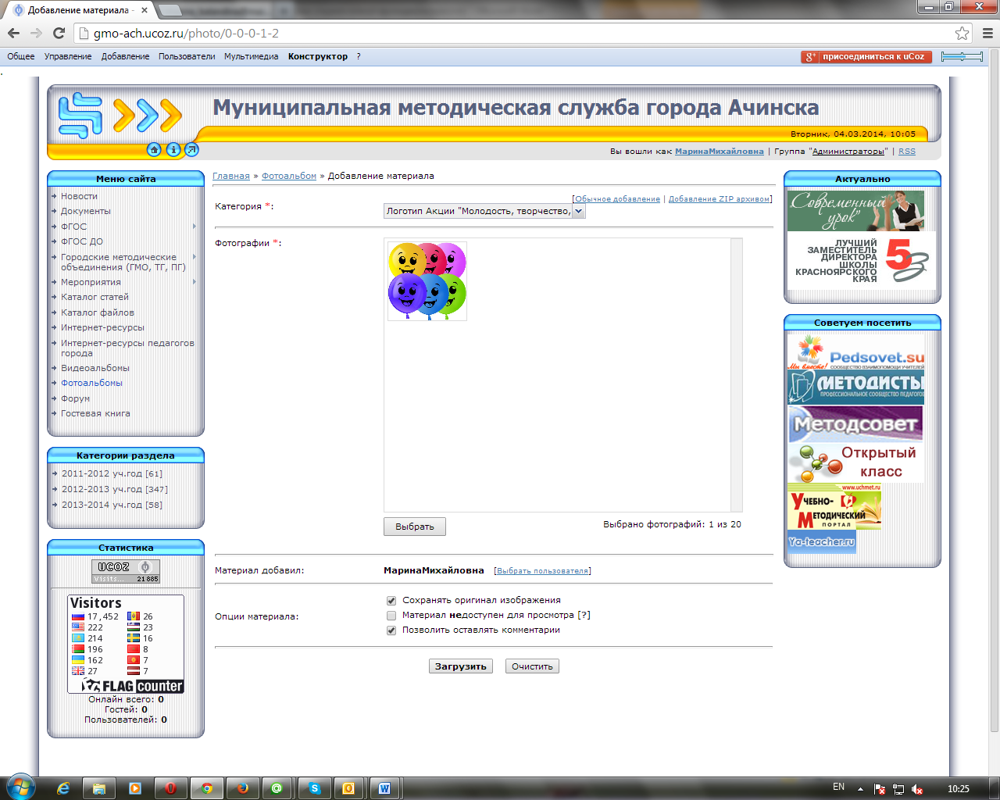 Добавление материала -
gmo-ach.ucoz.ru/photo/0-0-0-1-2
Общее Управление Добавление Пользователи Мультимедиа Конструктор ?
присоединиться к uCoz
Муниципальная методическая служба города Ачинска
Вторник, 04.03.2014, 10:05
Вы вошли как МаринаМихайловна | Группа "Администраторы" | RSS
Меню сайта
Новости
Документы
ФГОС
ФГОС ДО
Городские методические
объединения (ГМО, ТГ, ПГ)
Мероприятия
Каталог статей
Каталог файлов
Интернет-ресурсы
Интернет-ресурсы педагогов
города
Видеоальбомы
Фотоальбомы
Форум
Гостевая книга
Категории раздела
2011-2012 уч.год [61]
2012-2013 уч.год [347]
2013-2014 уч.год [58]
Статистика
UCOZ
Visits... 21885
Visitors
17,452 26
222 23
214 16
196 8
162 7
27 7
FLAG counter
Онлайн всего: 0
Гостей: 0
Пользователей: 0
Главная » Фотоальбом » Добавление материала
[Обычное добавление | Добавление ZIP архивом]
Категория *:
Логотип Акции "Молодость, творчество,
Фотографии *:
Выбрать
Выбрано фотографий: 1 из 20
Материал добавил:
МаринаМихайловна [Выбрать пользователя]
Опции материала:
Сохранять оригинал изображения
Материал недоступен для просмотра [?]
Позволить оставлять комментарии
Загрузить Очистить
Актуально
"Современный
урок"
ЛУЧШИЙ
ЗАМЕСТИТЕЛЬ
ДИРЕКТОРА
ШКОЛЫ
КРАСНОЯРСКОГО
КРАЯ
5
Советуем посетить
Мы вместе! Pedsovet.su
СООБЩЕСТВО ВЗАИМОПОМОЩИ УЧИТЕЛЕЙ
МЕТОДИСТЫ
ПРОФЕССИОНАЛЬНОЕ СООБЩЕСТВО ПЕДАГОГОВ
Методсовет
Открытый
класс
www.uchmet.ru
УЧЕБНО-
МЕТОДИЧЕСКИЙ
ПОРТАЛ
Ya-teacher.ru
EN
10:25